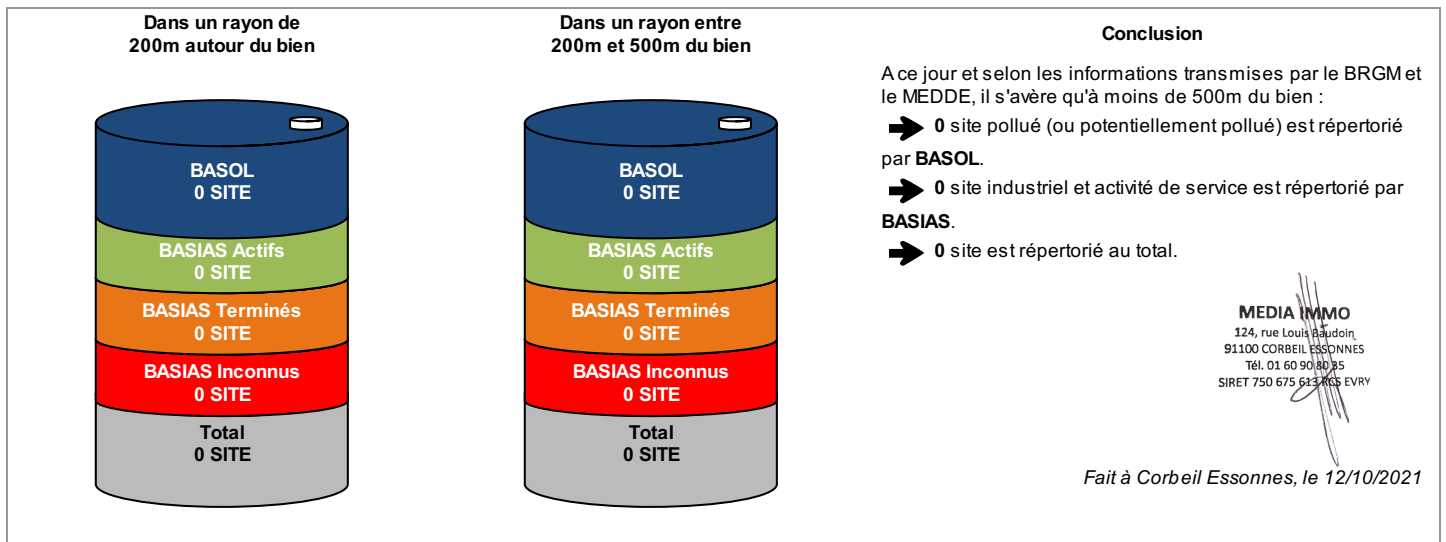 Dans un rayon de
200m autour du bien
BASOL
0 SITE
BASIAS Actifs
0 SITE
BASIAS Terminés
0 SITE
BASIAS Inconnus
0 SITE
Total
0 SITE
Dans un rayon entre
200m et 500m du bien
BASOL
0 SITE
BASIAS Actifs
0 SITE
BASIAS Terminés
0 SITE
BASIAS Inconnus
0 SITE
Total
0 SITE
Conclusion
A ce jour et selon les informations transmises par le BRGM et
le MEDDE, il s'avère qu'à moins de 500m du bien :
0 site pollué (ou potentiellement pollué) est répertorié
par BASOL.
0 site industriel et activité de service est répertorié par
BASIAS.
0 site est répertorié au total.
MEDIA IMMO
124, rue Louis Baudoin
91100 CORBEIL ESSONNES
Tél. 01 60 90 80 85
SIRET 750 675 613 RCS EVRY
Fait à Corbeil Essonnes, le 12/10/2021